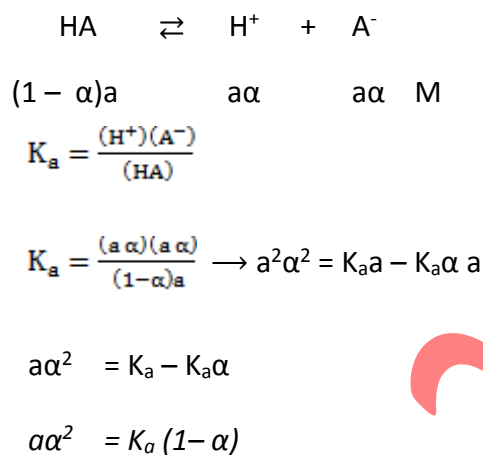 HA ⇄ H⁺ + A⁻
(1 – α)a aα aα M
Kₐ = (H⁺)(A⁻) / (HA)
Kₐ = (a α)(a α) / (1−α)a ⟶ a²α² = Kₐa – Kₐα a
aα² = Kₐ – Kₐα
aα² = Kₐ (1– α)